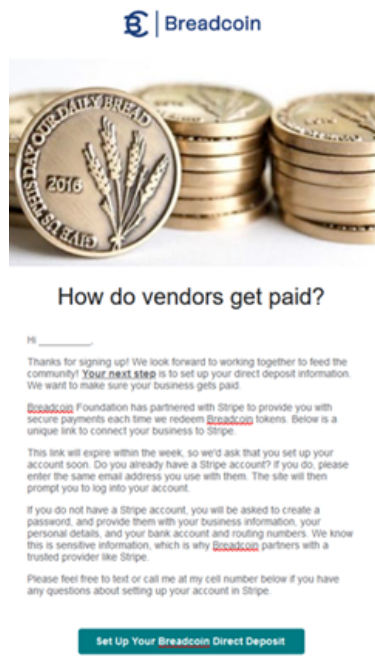 Breadcoin
GIVE US THIS DAY OUR DAILY BREAD
2016
How do vendors get paid?
Hi ________,
Thanks for signing up! We look forward to working together to feed the
community! Your next step is to set up your direct deposit information.
We want to make sure your business gets paid.
Breadcoin Foundation has partnered with Stripe to provide you with
secure payments each time we redeem Breadcoin tokens. Below is a
unique link to connect your business to Stripe.
This link will expire within the week, so we'd ask that you set up your
account soon. Do you already have a Stripe account? If you do, please
enter the same email address you use with them. The site will then
prompt you to log into your account.
If you do not have a Stripe account, you will be asked to create a
password, and provide them with your business information, your
personal details, and your bank account and routing numbers. We know
this is sensitive information, which is why Breadcoin partners with a
trusted provider like Stripe.
Please feel free to text or call me at my cell number below if you have
any questions about setting up your account in Stripe.
Set Up Your Breadcoin Direct Deposit